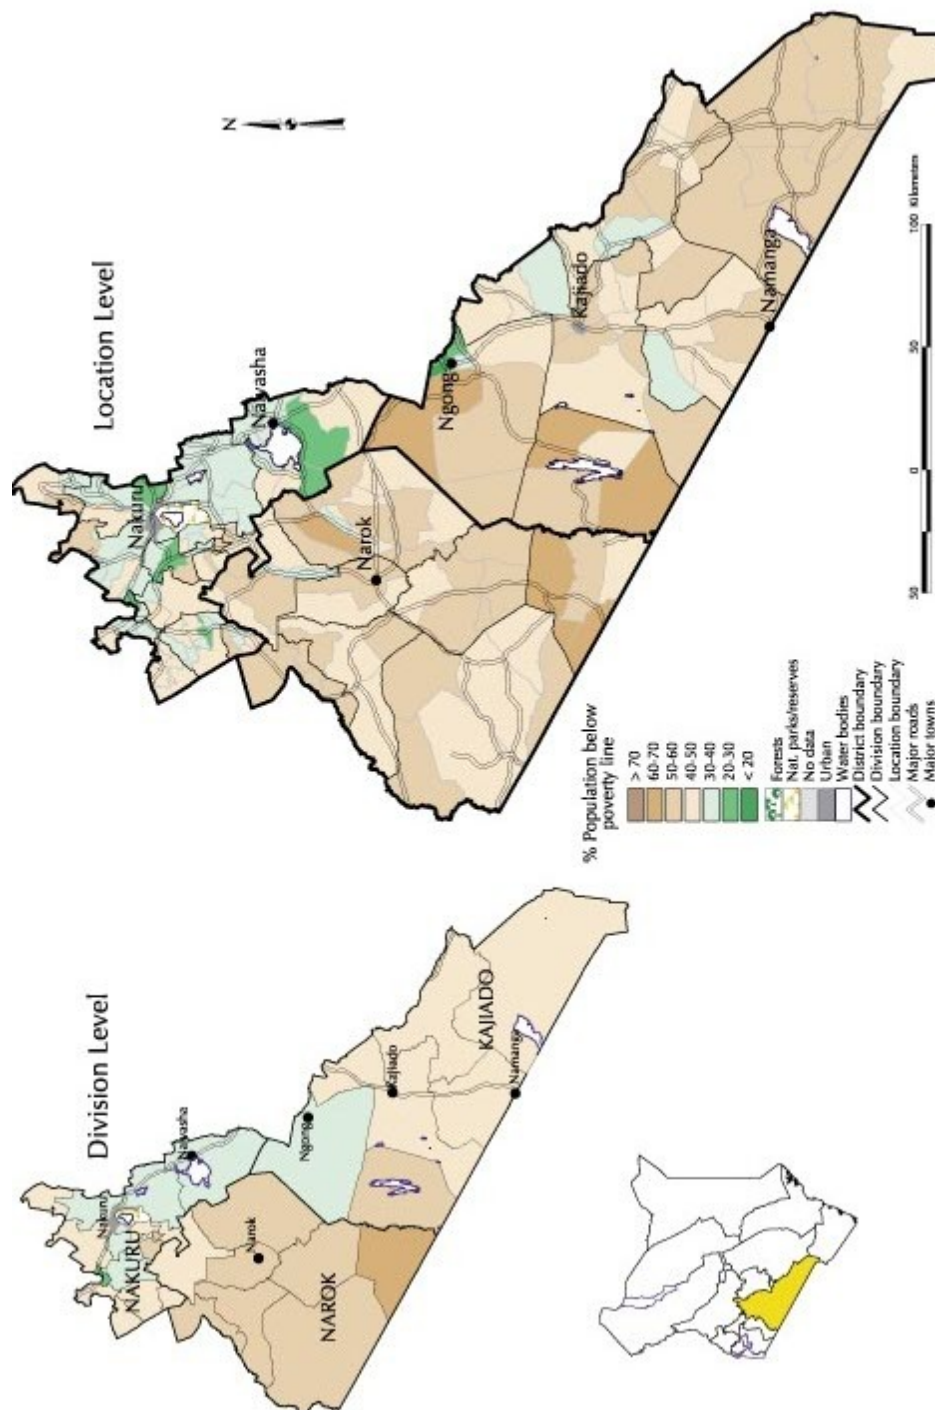 Division Level
Nakuru
NAKURU
Naivasha
Narok
NAROK
Ngong
Kajiado
KAJIADO
Namanga
Location Level
N
Nakuru
Naivasha
Narok
Ngong
Kajiado
Namanga
% Population below
poverty line
> 70
60-70
50-60
40-50
30-40
20-30
< 20
Forests
Nat. parks/reserves
No data
Urban
Water bodies
District boundary
Division boundary
Location boundary
Major roads
Major towns
50 0 50 100 Kilometers